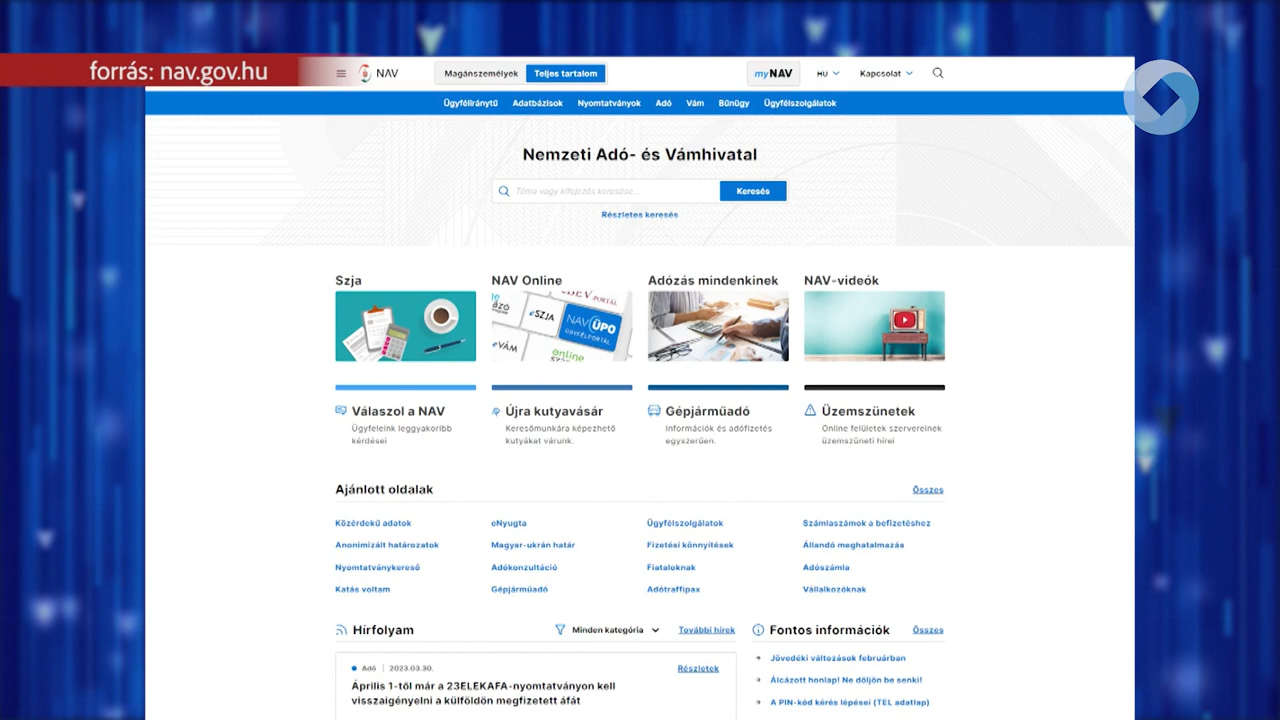 forrás: nav.gov.hu
NAV
Magánszemélyek
Teljes tartalom
myNAV
HU
Kapcsolat
Ügyféliránytű
Adatbázisok
Nyomtatványok
Adó
Vám
Bűnügy
Ügyfélszolgálatok
Nemzeti Adó- és Vámhivatal
Téma vagy kifejezés keresése...
Keresés
Részletes keresés
Szja
NAV Online
Adózás mindenkinek
NAV-videók
eSZJA
NAV ÜPO
ÜGYFÉLPORTÁL
eVÁM
online
Válaszol a NAV
Ügyfeleink leggyakoribb
kérdései
Újra kutyavásár
Keresőmunkára képezhető
kutyákat várunk.
Gépjárműadó
Információk és adófizetés
egyszerűen.
Üzemszünetek
Online felületek szervereinek
üzemszüneti hírei
Ajánlott oldalak
Összes
Közérdekű adatok
eNyugta
Ügyfélszolgálatok
Számlaszámok a befizetéshez
Anonimizált határozatok
Magyar-ukrán határ
Fizetési könnyítések
Állandó meghatalmazás
Nyomtatványkereső
Adókonzultáció
Fiataloknak
Adószámla
Katás voltam
Gépjárműadó
Adótraffipax
Vállalkozóknak
Hírfolyam
Minden kategória
További hírek
Fontos információk
Összes
Adó
2023.03.30.
Részletek
Április 1-től már a 23ELEKAFA-nyomtatványon kell
visszaigényelni a külföldön megfizetett áfát
Jövedéki változások februárban
Álcázott honlap! Ne dőljön be senki!
A PIN-kód kérés lépései (TEL adatlap)